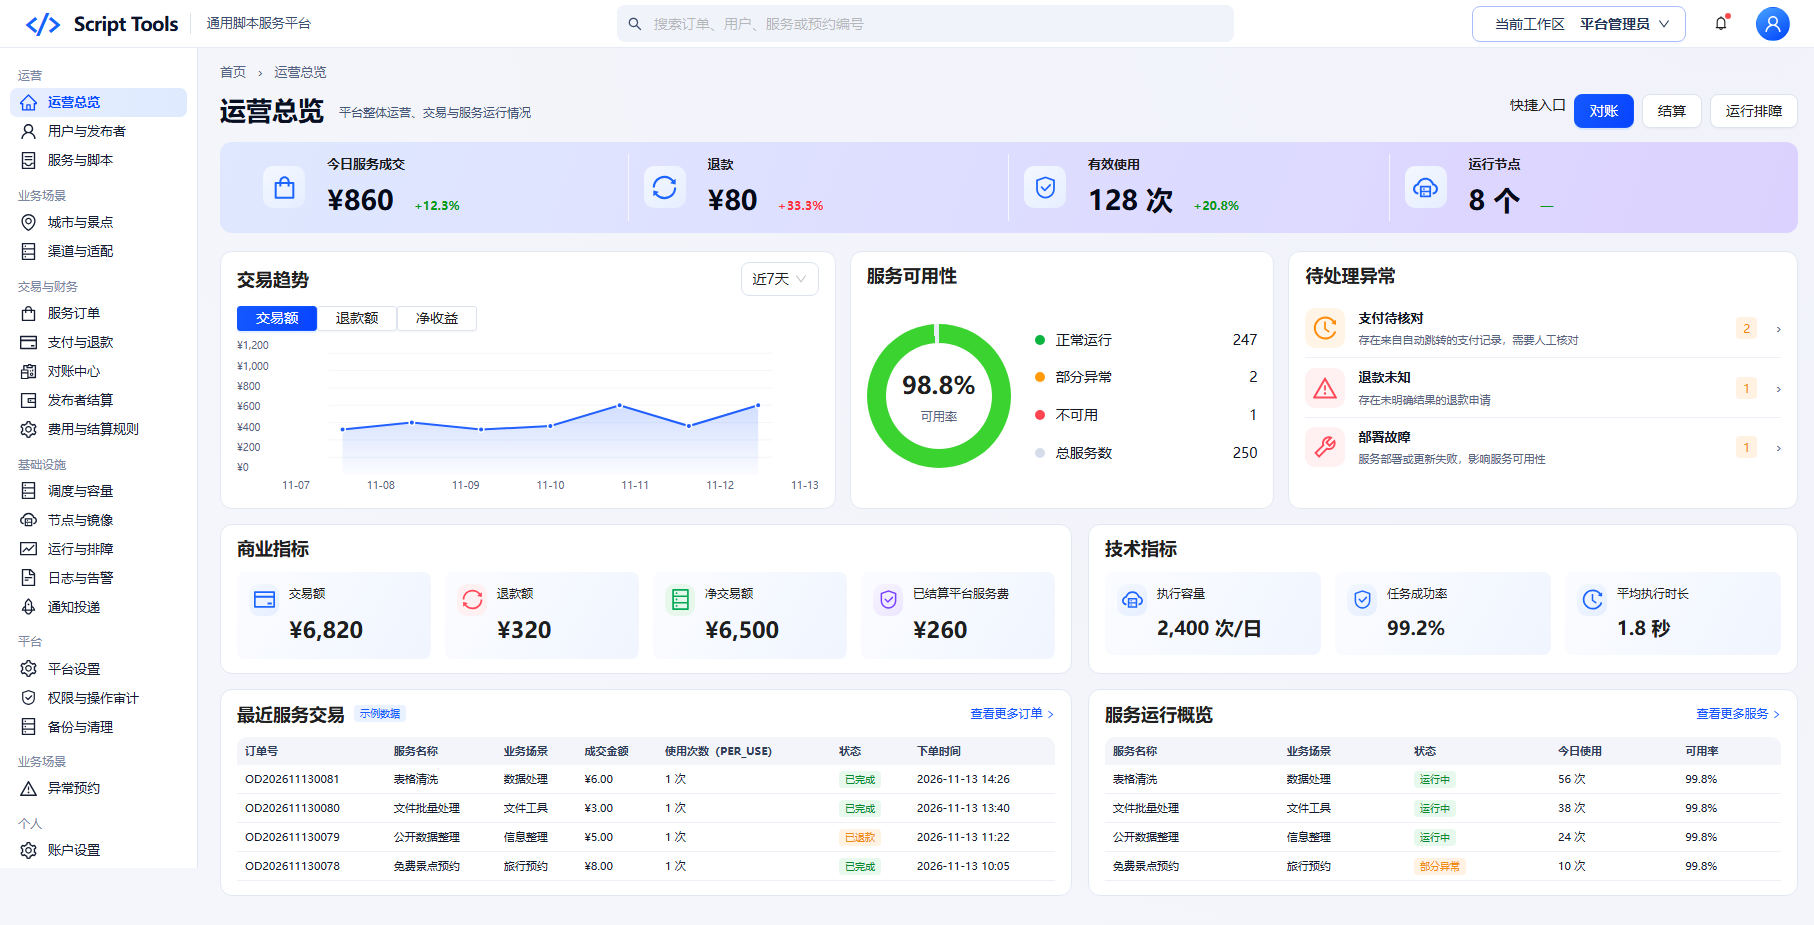 Script Tools 通用脚本服务平台 搜索订单、用户、服务或预约编号 当前工作区 平台管理员
运营
运营总览
用户与发布者
服务与脚本
业务场景
城市与景点
渠道与适配
交易与财务
服务订单
支付与退款
对账中心
发布者结算
费用与结算规则
基础设施
调度与容量
节点与镜像
运行与排障
日志与告警
通知投递
平台
平台设置
权限与操作审计
备份与清理
业务场景
异常预约
个人
账户设置
首页 › 运营总览
运营总览 平台整体运营、交易与服务运行情况
快捷入口 对账 结算 运行排障
今日服务成交
¥860 +12.3%
退款
¥80 +33.3%
有效使用
128 次 +20.8%
运行节点
8 个 —
交易趋势 近7天
交易额 退款额 净收益
¥1,200
¥1,000
¥800
¥600
¥400
¥200
¥0
11-07 11-08 11-09 11-10 11-11 11-12 11-13
服务可用性
98.8%
可用率
正常运行 247
部分异常 2
不可用 1
总服务数 250
待处理异常
支付待核对
存在来自自动跳转的支付记录，需要人工核对
2 ›
退款未知
存在未明确结果的退款申请
1 ›
部署故障
服务部署或更新失败，影响服务可用性
1 ›
商业指标
交易额
¥6,820
退款额
¥320
净交易额
¥6,500
已结算平台服务费
¥260
技术指标
执行容量
2,400 次/日
任务成功率
99.2%
平均执行时长
1.8 秒
最近服务交易 示例数据 查看更多订单 >
订单号 服务名称 业务场景 成交金额 使用次数（PER_USE） 状态 下单时间
OD202611130081 表格清洗 数据处理 ¥6.00 1 次 已完成 2026-11-13 14:26
OD202611130080 文件批量处理 文件工具 ¥3.00 1 次 已完成 2026-11-13 13:40
OD202611130079 公开数据整理 信息整理 ¥5.00 1 次 已退款 2026-11-13 11:22
OD202611130078 免费景点预约 旅行预约 ¥8.00 1 次 已完成 2026-11-13 10:05
服务运行概览 查看更多服务 >
服务名称 业务场景 状态 今日使用 可用率
表格清洗 数据处理 运行中 56 次 99.8%
文件批量处理 文件工具 运行中 38 次 99.8%
公开数据整理 信息整理 运行中 24 次 99.8%
免费景点预约 旅行预约 部分异常 10 次 99.8%